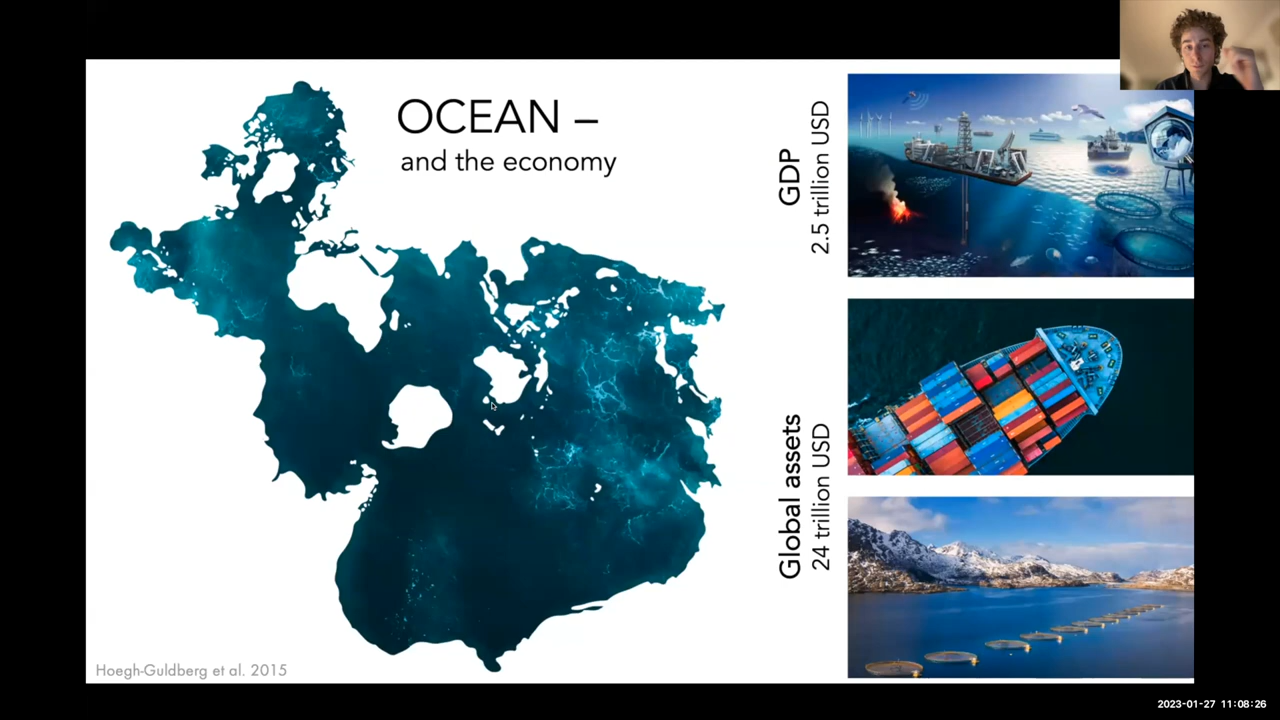 OCEAN –
and the economy
GDP
2.5 trillion USD
Global assets
24 trillion USD
Hoegh-Guldberg et al. 2015
2023-01-27 11:08:26